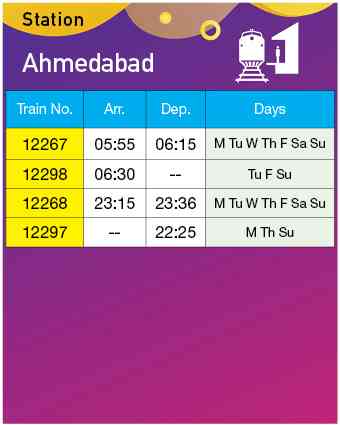 Station
Ahmedabad
Train No. Arr. Dep. Days
12267 05:55 06:15 M Tu W Th F Sa Su
12298 06:30 -- Tu F Su
12268 23:15 23:36 M Tu W Th F Sa Su
12297 -- 22:25 M Th Su